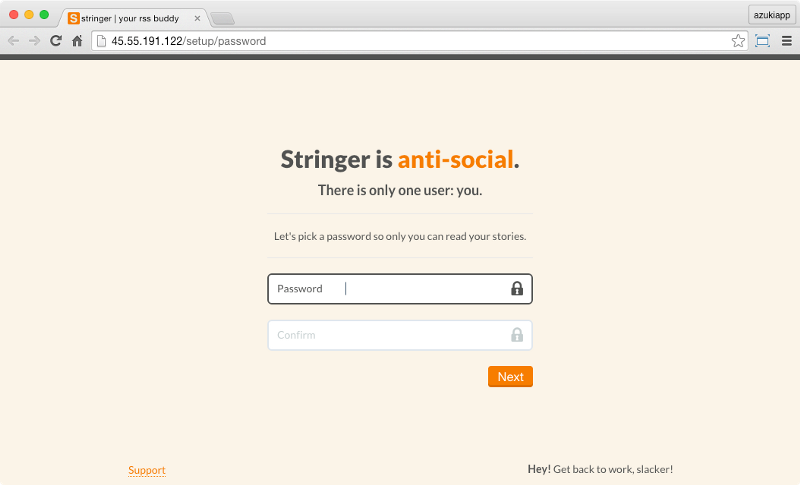 S stringer | your rss buddy
azukiapp
45.55.191.122/setup/password
Stringer is anti-social.
There is only one user: you.
Let's pick a password so only you can read your stories.
Password
Confirm
Next
Support
Hey! Get back to work, slacker!